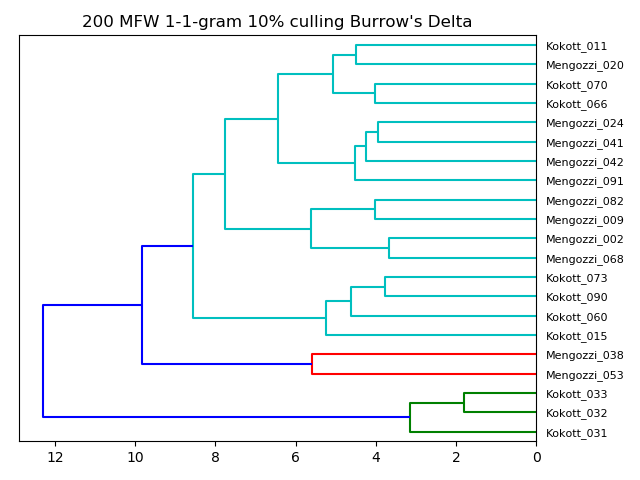 200 MFW 1-1-gram 10% culling Burrow's Delta
Kokott_011
Mengozzi_020
Kokott_070
Kokott_066
Mengozzi_024
Mengozzi_041
Mengozzi_042
Mengozzi_091
Mengozzi_082
Mengozzi_009
Mengozzi_002
Mengozzi_068
Kokott_073
Kokott_090
Kokott_060
Kokott_015
Mengozzi_038
Mengozzi_053
Kokott_033
Kokott_032
Kokott_031
12 10 8 6 4 2 0